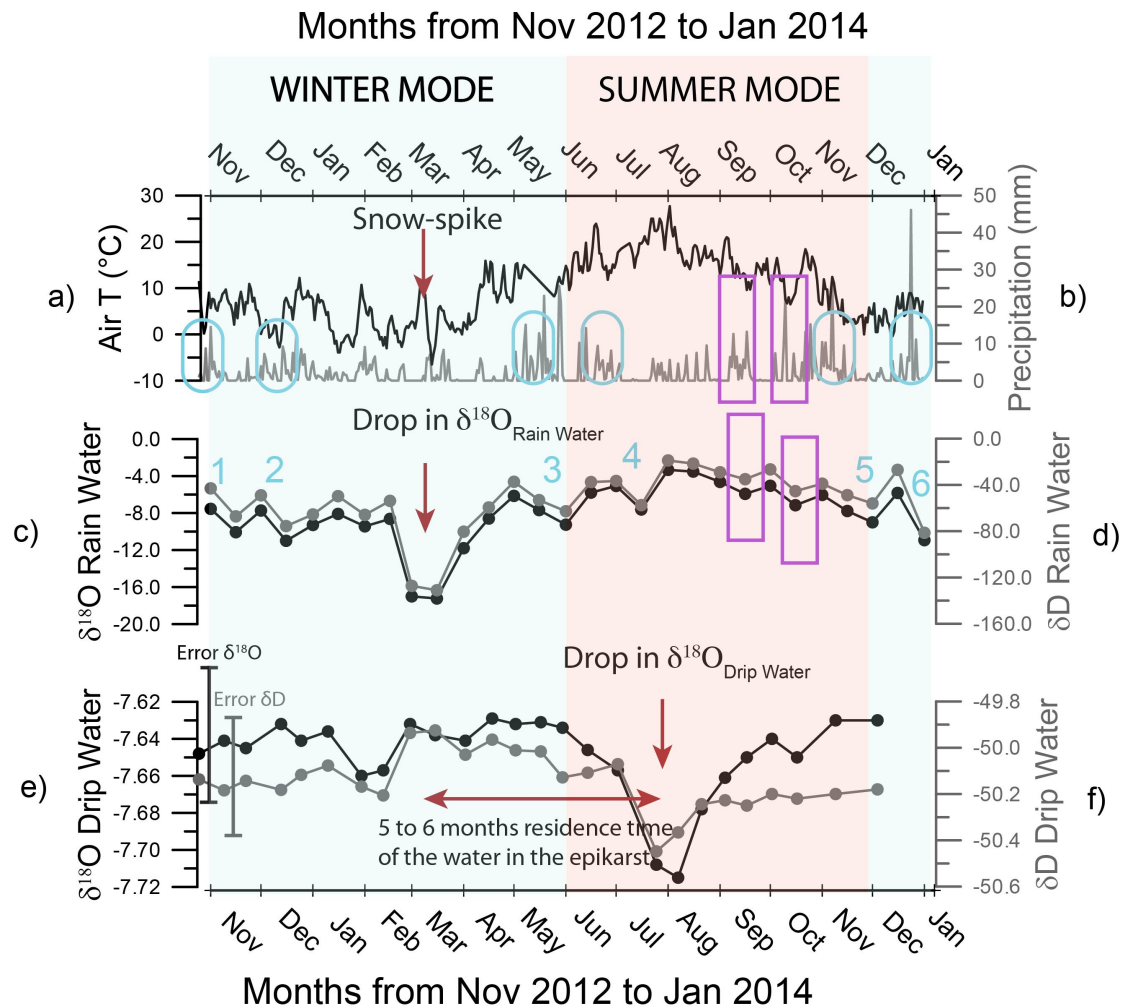 Months from Nov 2012 to Jan 2014
WINTER MODE
SUMMER MODE
Nov Dec Jan Feb Mar Apr May Jun Jul Aug Sep Oct Nov Dec Jan
a)
Air T (°C)
30
20
10
0
-10
Snow-spike
50
40
30
20
10
0
Precipitation (mm)
b)
c)
δ¹⁸O Rain Water
0.0
-4.0
-8.0
-12.0
-16.0
-20.0
Drop in δ¹⁸O Rain Water
1 2 3 4 5 6
0.0
-40.0
-80.0
-120.0
-160.0
δD Rain Water
d)
Error δ¹⁸O
Error δD
Drop in δ¹⁸O Drip Water
e)
δ¹⁸O Drip Water
-7.62
-7.64
-7.66
-7.68
-7.70
-7.72
5 to 6 months residence time
of the water in the epikarst
-49.8
-50.0
-50.2
-50.4
-50.6
δD Drip Water
f)
Nov Dec Jan Feb Mar Apr May Jun Jul Aug Sep Oct Nov Dec Jan
Months from Nov 2012 to Jan 2014